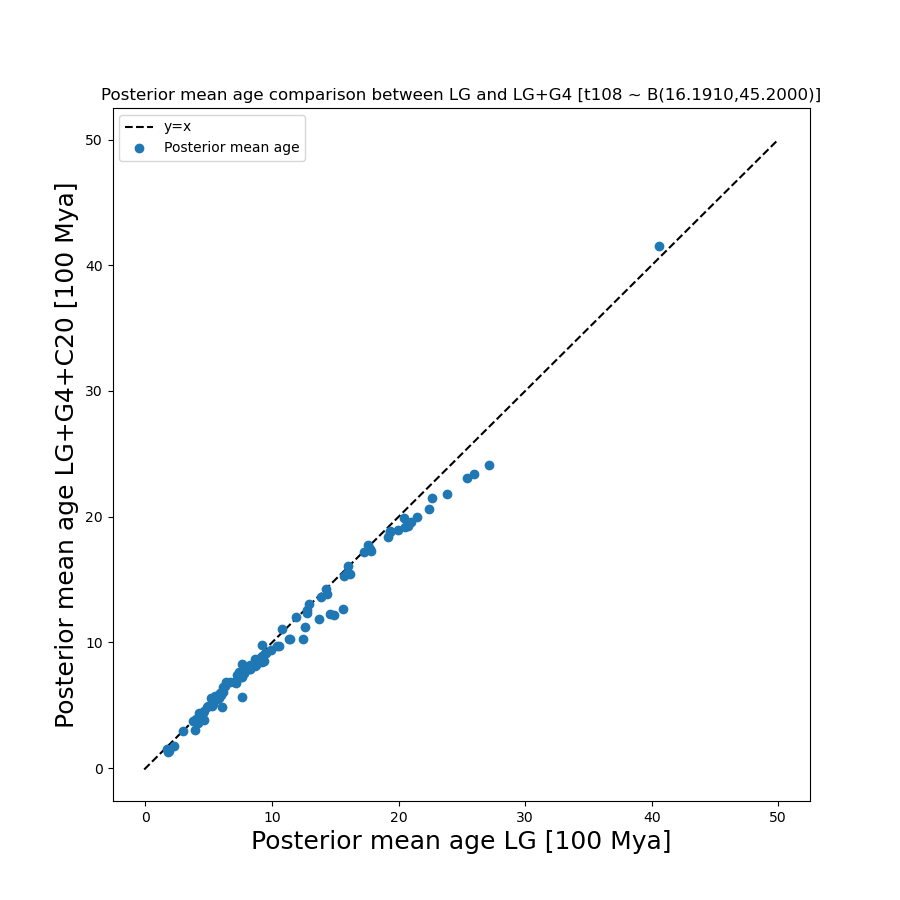 Posterior mean age comparison between LG and LG+G4 [t108 ~ B(16.1910,45.2000)]
y=x
Posterior mean age
50
40
30
20
10
0
Posterior mean age LG+G4+C20 [100 Mya]
0 10 20 30 40 50
Posterior mean age LG [100 Mya]